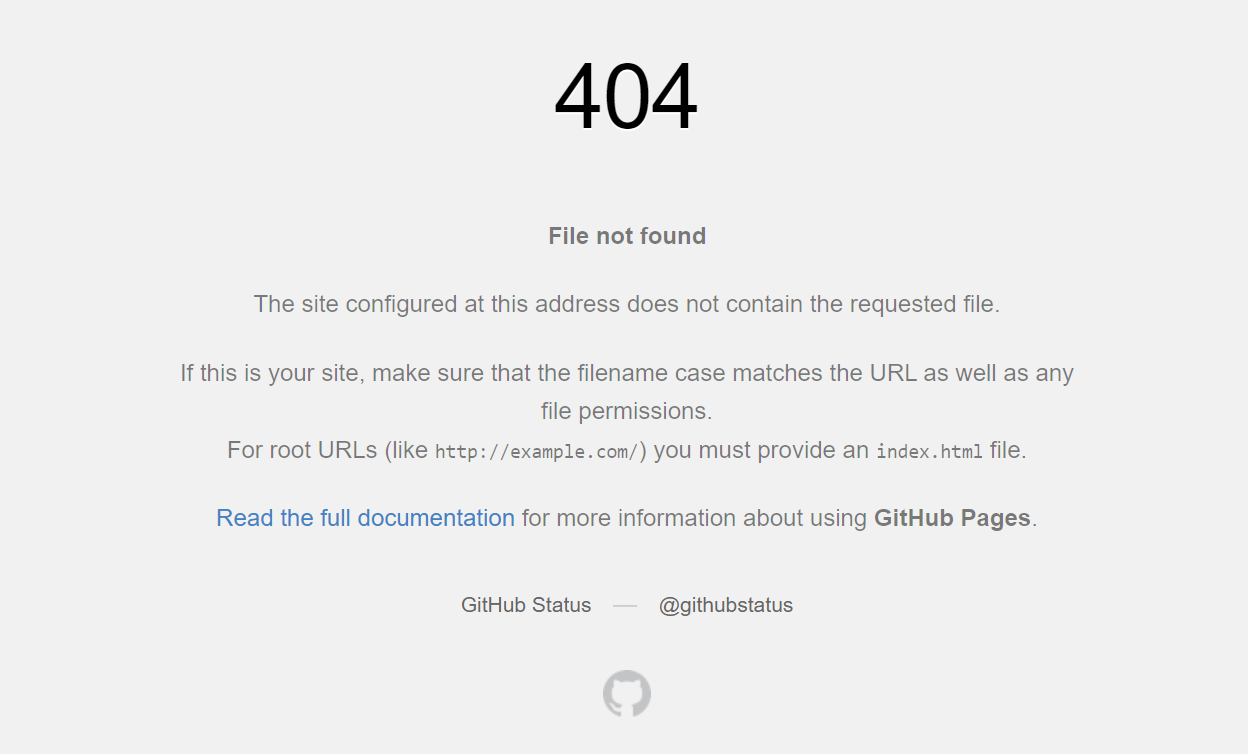 404
File not found
The site configured at this address does not contain the requested file.
If this is your site, make sure that the filename case matches the URL as well as any
file permissions.
For root URLs (like http://example.com/) you must provide an index.html file.
Read the full documentation for more information about using GitHub Pages.
GitHub Status — @githubstatus